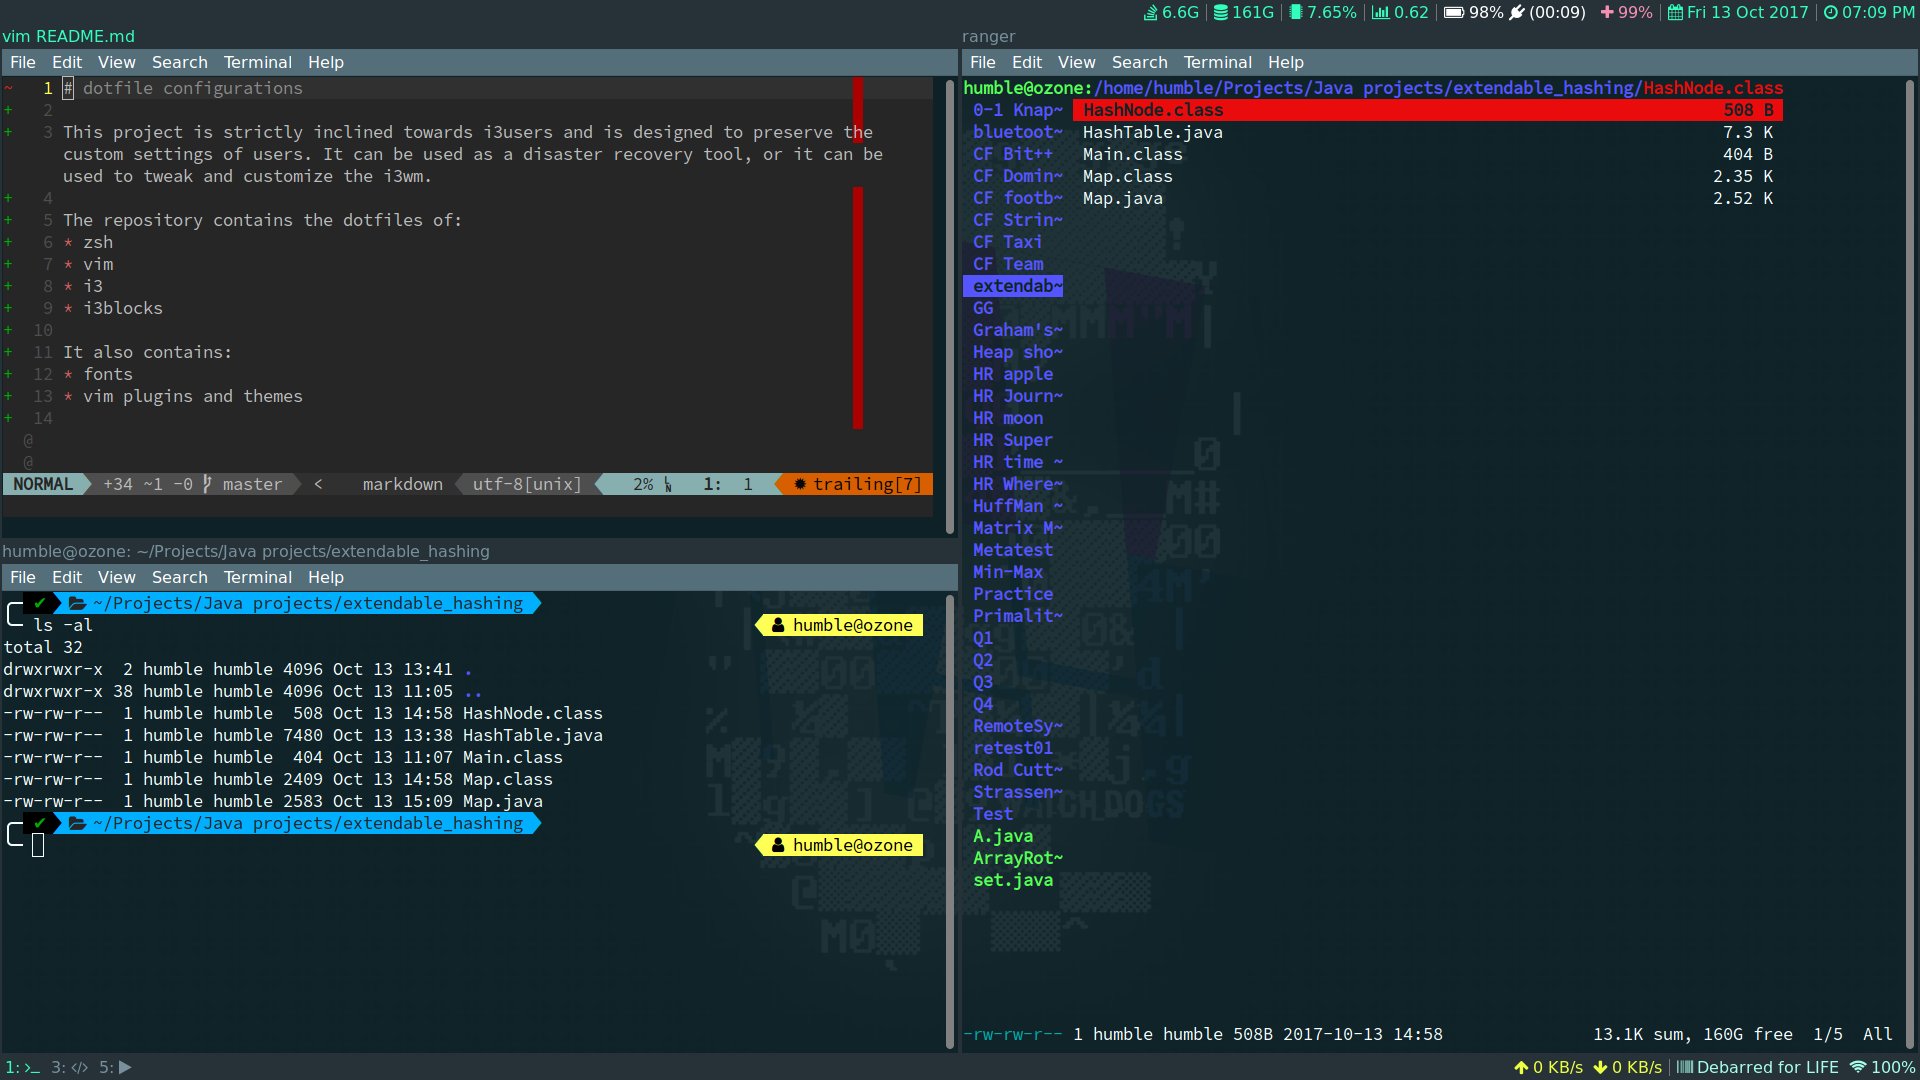 6.6G 161G 7.65% 0.62 98% (00:09) 99% Fri 13 Oct 2017 07:09 PM
vim README.md
File Edit View Search Terminal Help
~ 1 # dotfile configurations
+ 2
+ 3 This project is strictly inclined towards i3users and is designed to preserve the
custom settings of users. It can be used as a disaster recovery tool, or it can be
used to tweak and customize the i3wm.
+ 4
+ 5 The repository contains the dotfiles of:
+ 6 * zsh
+ 7 * vim
+ 8 * i3
+ 9 * i3blocks
+ 10
+ 11 It also contains:
+ 12 * fonts
+ 13 * vim plugins and themes
+ 14
@
@
NORMAL +34 ~1 -0 master < markdown utf-8[unix] 2% 1: 1 trailing[7]
humble@ozone: ~/Projects/Java projects/extendable_hashing
File Edit View Search Terminal Help
✔ ~/Projects/Java projects/extendable_hashing
ls -al humble@ozone
total 32
drwxrwxr-x 2 humble humble 4096 Oct 13 13:41 .
drwxrwxr-x 38 humble humble 4096 Oct 13 11:05 ..
-rw-rw-r-- 1 humble humble 508 Oct 13 14:58 HashNode.class
-rw-rw-r-- 1 humble humble 7480 Oct 13 13:38 HashTable.java
-rw-rw-r-- 1 humble humble 404 Oct 13 11:07 Main.class
-rw-rw-r-- 1 humble humble 2409 Oct 13 14:58 Map.class
-rw-rw-r-- 1 humble humble 2583 Oct 13 15:09 Map.java
✔ ~/Projects/Java projects/extendable_hashing
humble@ozone
ranger
File Edit View Search Terminal Help
humble@ozone:/home/humble/Projects/Java projects/extendable_hashing/HashNode.class
0-1 Knap~ HashNode.class 508 B
bluetoot~ HashTable.java 7.3 K
CF Bit++ Main.class 404 B
CF Domin~ Map.class 2.35 K
CF footb~ Map.java 2.52 K
CF Strin~
CF Taxi
CF Team
extendab~
GG
Graham's~
Heap sho~
HR apple
HR Journ~
HR moon
HR Super
HR time ~
HR Where~
HuffMan ~
Matrix M~
Metatest
Min-Max
Practice
Primalit~
Q1
Q2
Q3
Q4
RemoteSy~
retest01
Rod Cutt~
Strassen~
Test
A.java
ArrayRot~
set.java
-rw-rw-r-- 1 humble humble 508B 2017-10-13 14:58 13.1K sum, 160G free 1/5 All
1: >_ 3: </> 5:
0 KB/s 0 KB/s Debarred for LIFE 100%